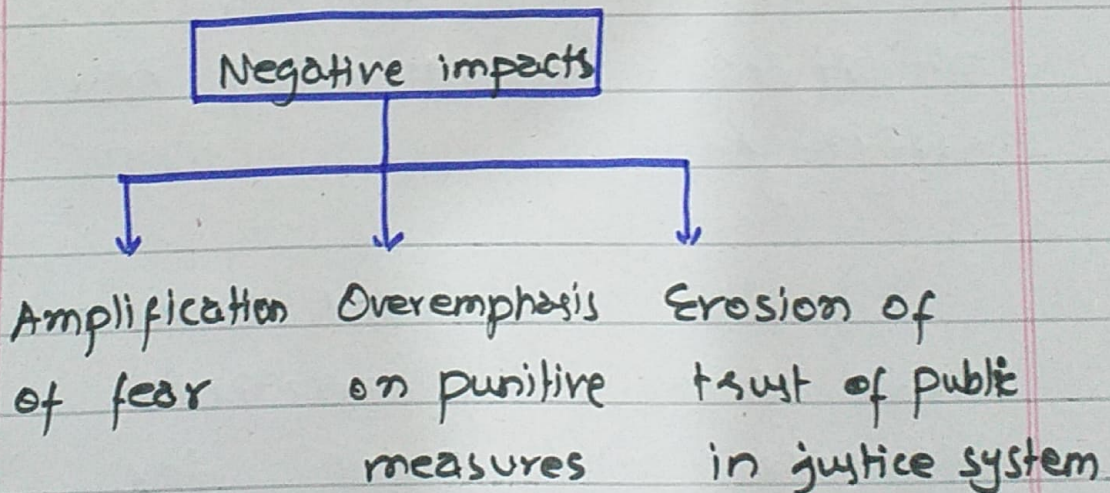 Negative impacts
Amplification Overemphasis Erosion of
of fear on punitive trust of public
measures in justice system